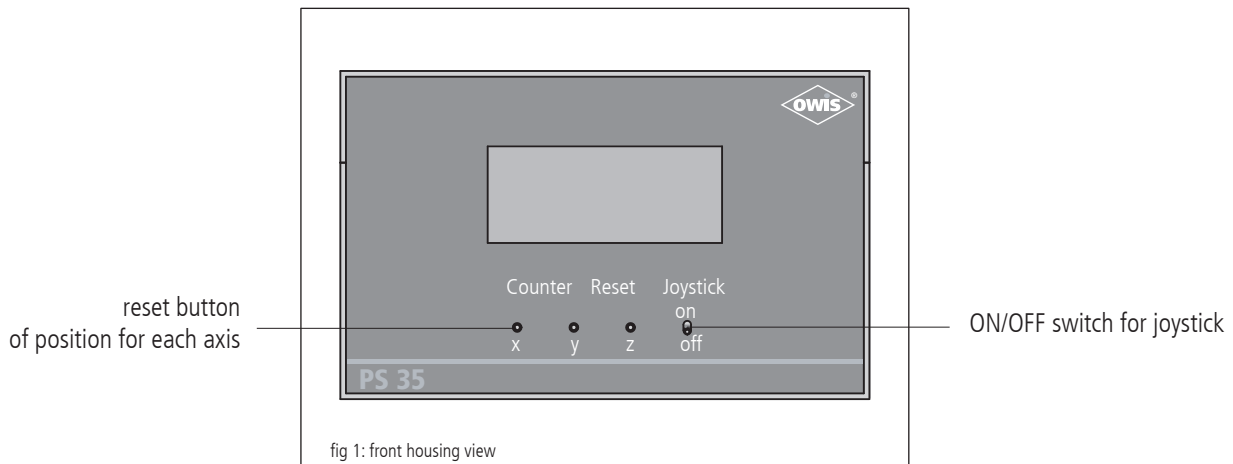 OWIS ®
Counter Reset Joystick
on
x y z off
PS 35
reset button
of position for each axis
ON/OFF switch for joystick
fig 1: front housing view